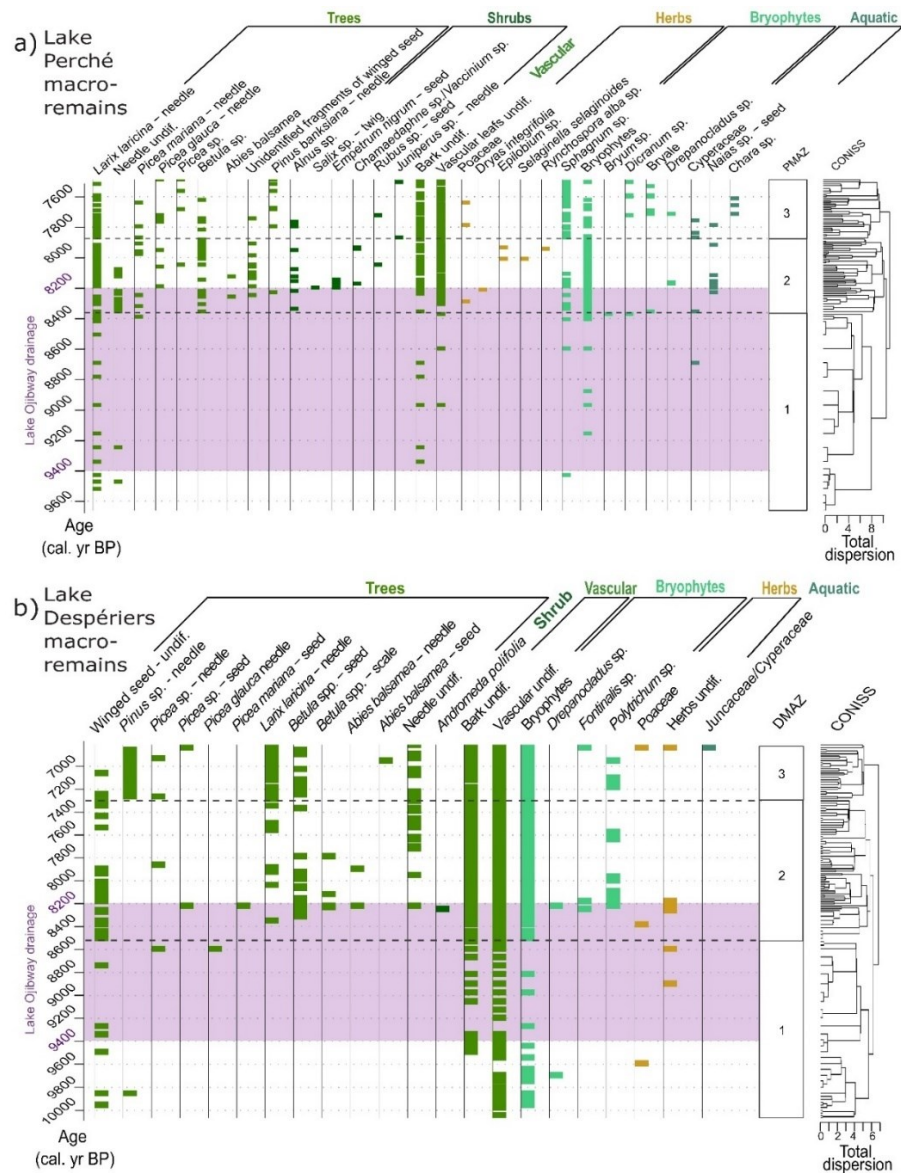 a) Lake
Perché
macro-
remains
Trees
Shrubs
Vascular
Herbs
Bryophytes
Aquatic
Larix laricina – needle
Needle undif.
Picea mariana – needle
Picea glauca – needle
Betula sp.
Abies balsamea
Unidentified fragments of winged seed
Pinus banksiana – needle
Alnus sp.
Salix sp. – twig
Empetrum nigrum – seed
Chamaedaphne sp./Vaccinium sp.
Rubus sp. – seed
Juniperus sp. – needle
Bark undif.
Vascular leafs undif.
Poaceae
Dryas integrifolia
Epilobium sp.
Selaginella selaginoides
Rynchospora alba sp.
Sphagnum sp.
Bryophytes
Bryum sp.
Dicranum sp.
Bryale
Drepanocladus sp.
Cyperaceae
Naias sp. – seed
Chara sp.
PMAZ
CONISS
7600
7800
8000
8200
8400
8600
8800
9000
9200
9400
9600
Lake Ojibway drainage
3
2
1
Age
(cal. yr BP)
0 2 4 6 8
Total
dispersion
b) Lake
Despériers
macro-
remains
Trees
Shrub
Vascular
Bryophytes
Herbs
Aquatic
Winged seed – undif.
Pinus sp. – needle
Picea sp. – needle
Picea sp. – seed
Picea glauca needle
Picea mariana – seed
Larix laricina – needle
Betula spp. – seed
Betula spp. – scale
Abies balsamea – needle
Abies balsamea – seed
Needle undif.
Andromeda polifolia
Bark undif.
Vascular undif.
Bryophytes
Drepanocladus sp.
Fortinalis sp.
Polytrichum sp.
Poaceae
Herbs undif.
Juncaceae/Cyperaceae
DMAZ
CONISS
7000
7200
7400
7600
7800
8000
8200
8400
8600
8800
9000
9200
9400
9600
9800
10000
Lake Ojibway drainage
3
2
1
Age
(cal. yr BP)
0 2 4 6
Total
dispersion